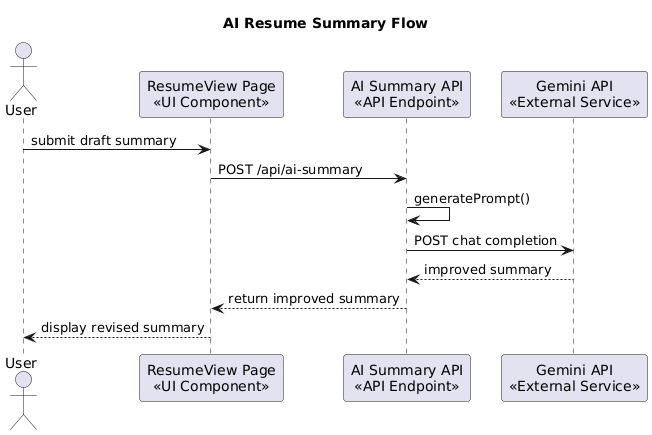 AI Resume Summary Flow
User
ResumeView Page
«UI Component»
AI Summary API
«API Endpoint»
Gemini API
«External Service»
submit draft summary
POST /api/ai-summary
generatePrompt()
POST chat completion
improved summary
return improved summary
display revised summary
User
ResumeView Page
«UI Component»
AI Summary API
«API Endpoint»
Gemini API
«External Service»